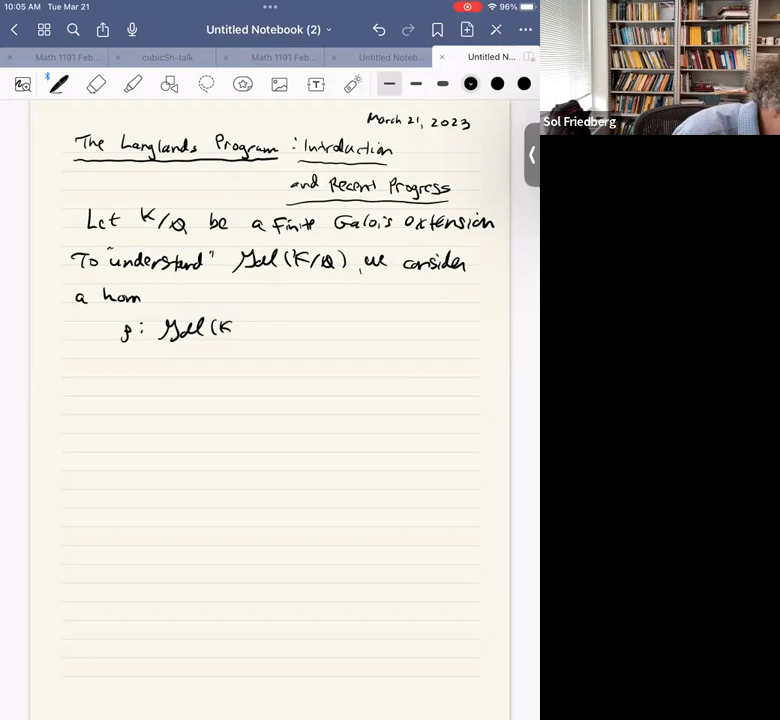 10:05 AM Tue Mar 21
96%
Untitled Notebook (2)
Math 1191 Feb...
cubicSh-talk
Math 1191 Feb...
Untitled Noteb...
Untitled N...
Sol Friedberg
March 21, 2023
The Langlands Program : Introduction
and Recent Progress
Let K/Q be a finite Galois extension
To "understand" Gal(K/Q), we consider
a hom
ρ: Gal(K